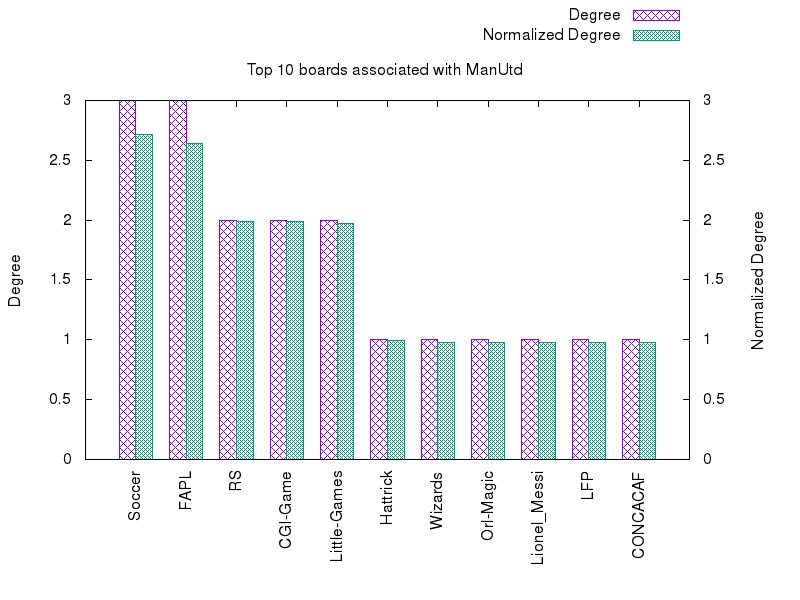 Degree
Normalized Degree
Top 10 boards associated with ManUtd
3
2.5
2
1.5
1
0.5
0
3
2.5
2
1.5
1
0.5
0
Degree
Normalized Degree
Soccer
FAPL
RS
CGI-Game
Little-Games
Hattrick
Wizards
Orl-Magic
Lionel_Messi
LFP
CONCACAF